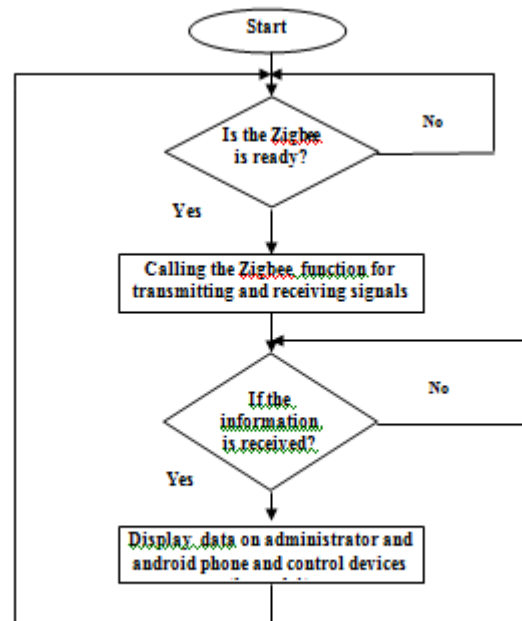 Start
Is the Zigbee
is ready?
No
Yes
Calling the Zigbee function for
transmitting and receiving signals
If the
information
is received?
No
Yes
Display data on administrator and
android phone and control devices